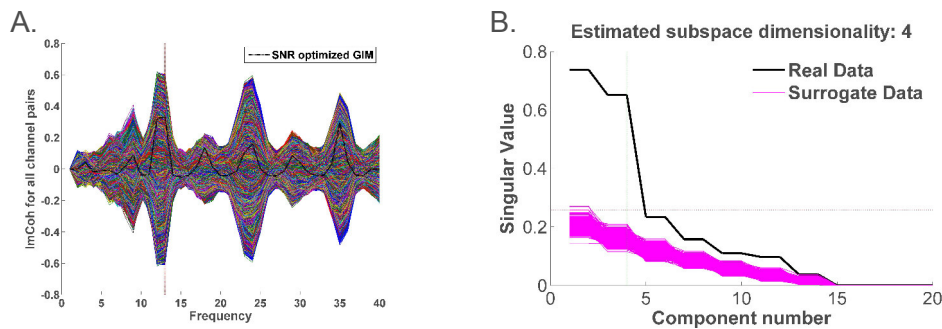 A.
ImCoh for all channel pairs
0.8
0.6
0.4
0.2
0
-0.2
-0.4
-0.6
-0.8
SNR optimized GIM
0 5 10 15 20 25 30 35 40
Frequency
B.
Estimated subspace dimensionality: 4
Singular Value
0.8
0.6
0.4
0.2
0
Real Data
Surrogate Data
0 5 10 15 20
Component number